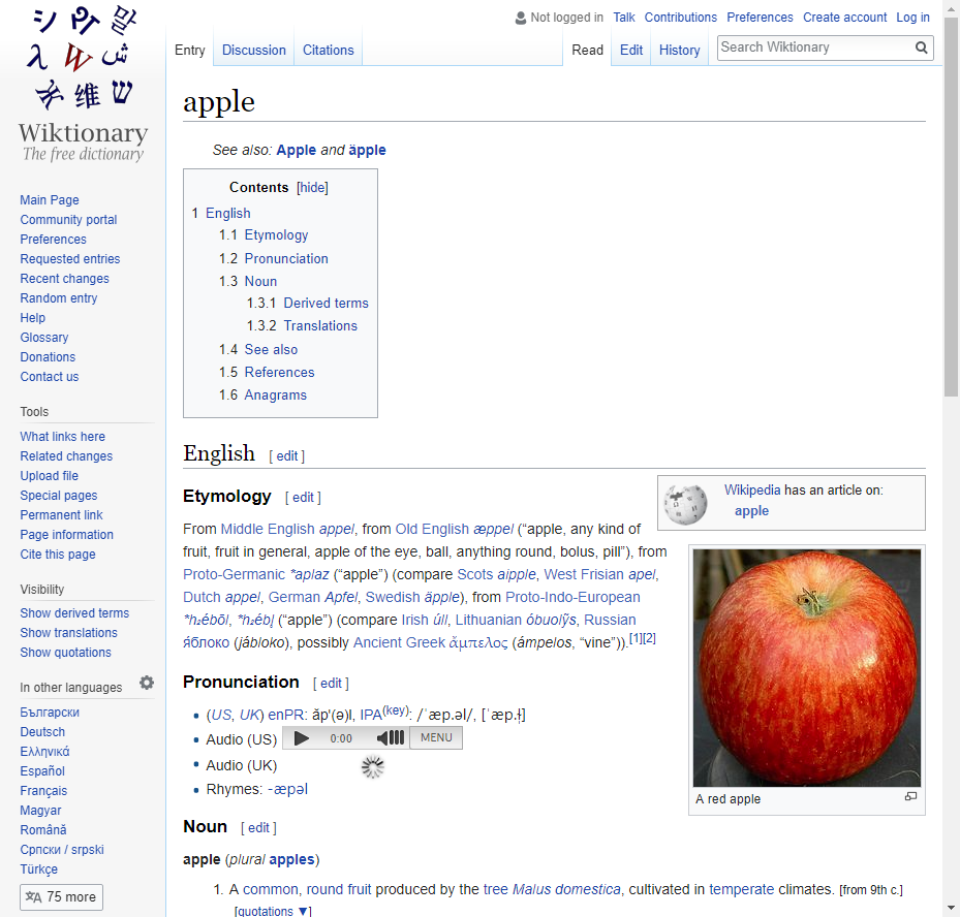 シ Wiktionary
The free dictionary
Not logged in Talk Contributions Preferences Create account Log in
Entry Discussion Citations
Read Edit History Search Wiktionary
apple
See also: Apple and äpple
Contents [hide]
1 English
1.1 Etymology
1.2 Pronunciation
1.3 Noun
1.3.1 Derived terms
1.3.2 Translations
1.4 See also
1.5 References
1.6 Anagrams
English [ edit ]
Etymology [ edit ]
Wikipedia has an article on:
apple
From Middle English appel, from Old English æppel (“apple, any kind of
fruit, fruit in general, apple of the eye, ball, anything round, bolus, pill”), from
Proto-Germanic *aplaz (“apple”) (compare Scots aipple, West Frisian apel,
Dutch appel, German Apfel, Swedish äpple), from Proto-Indo-European
*h₂ébōl, *h₂ébl̥ (“apple”) (compare Irish úll, Lithuanian óbuolỹs, Russian
я́блоко (jábloko), possibly Ancient Greek ἄμπελος (ámpelos, “vine”)).[1][2]
A red apple
Pronunciation [ edit ]
(US, UK) enPR: ăp'(ə)l, IPA(key): /ˈæp.əl/, [ˈæp.ɫ]
Audio (US) 0:00 MENU
Audio (UK)
Rhymes: -æpəl
Noun [ edit ]
apple (plural apples)
1. A common, round fruit produced by the tree Malus domestica, cultivated in temperate climates. [from 9th c.]
[quotations ▼]
Main Page
Community portal
Preferences
Requested entries
Recent changes
Random entry
Help
Glossary
Donations
Contact us
Tools
What links here
Related changes
Upload file
Special pages
Permanent link
Page information
Cite this page
Visibility
Show derived terms
Show translations
Show quotations
In other languages
Български
Deutsch
Ελληνικά
Español
Français
Magyar
Română
Српски / srpski
Türkçe
75 more